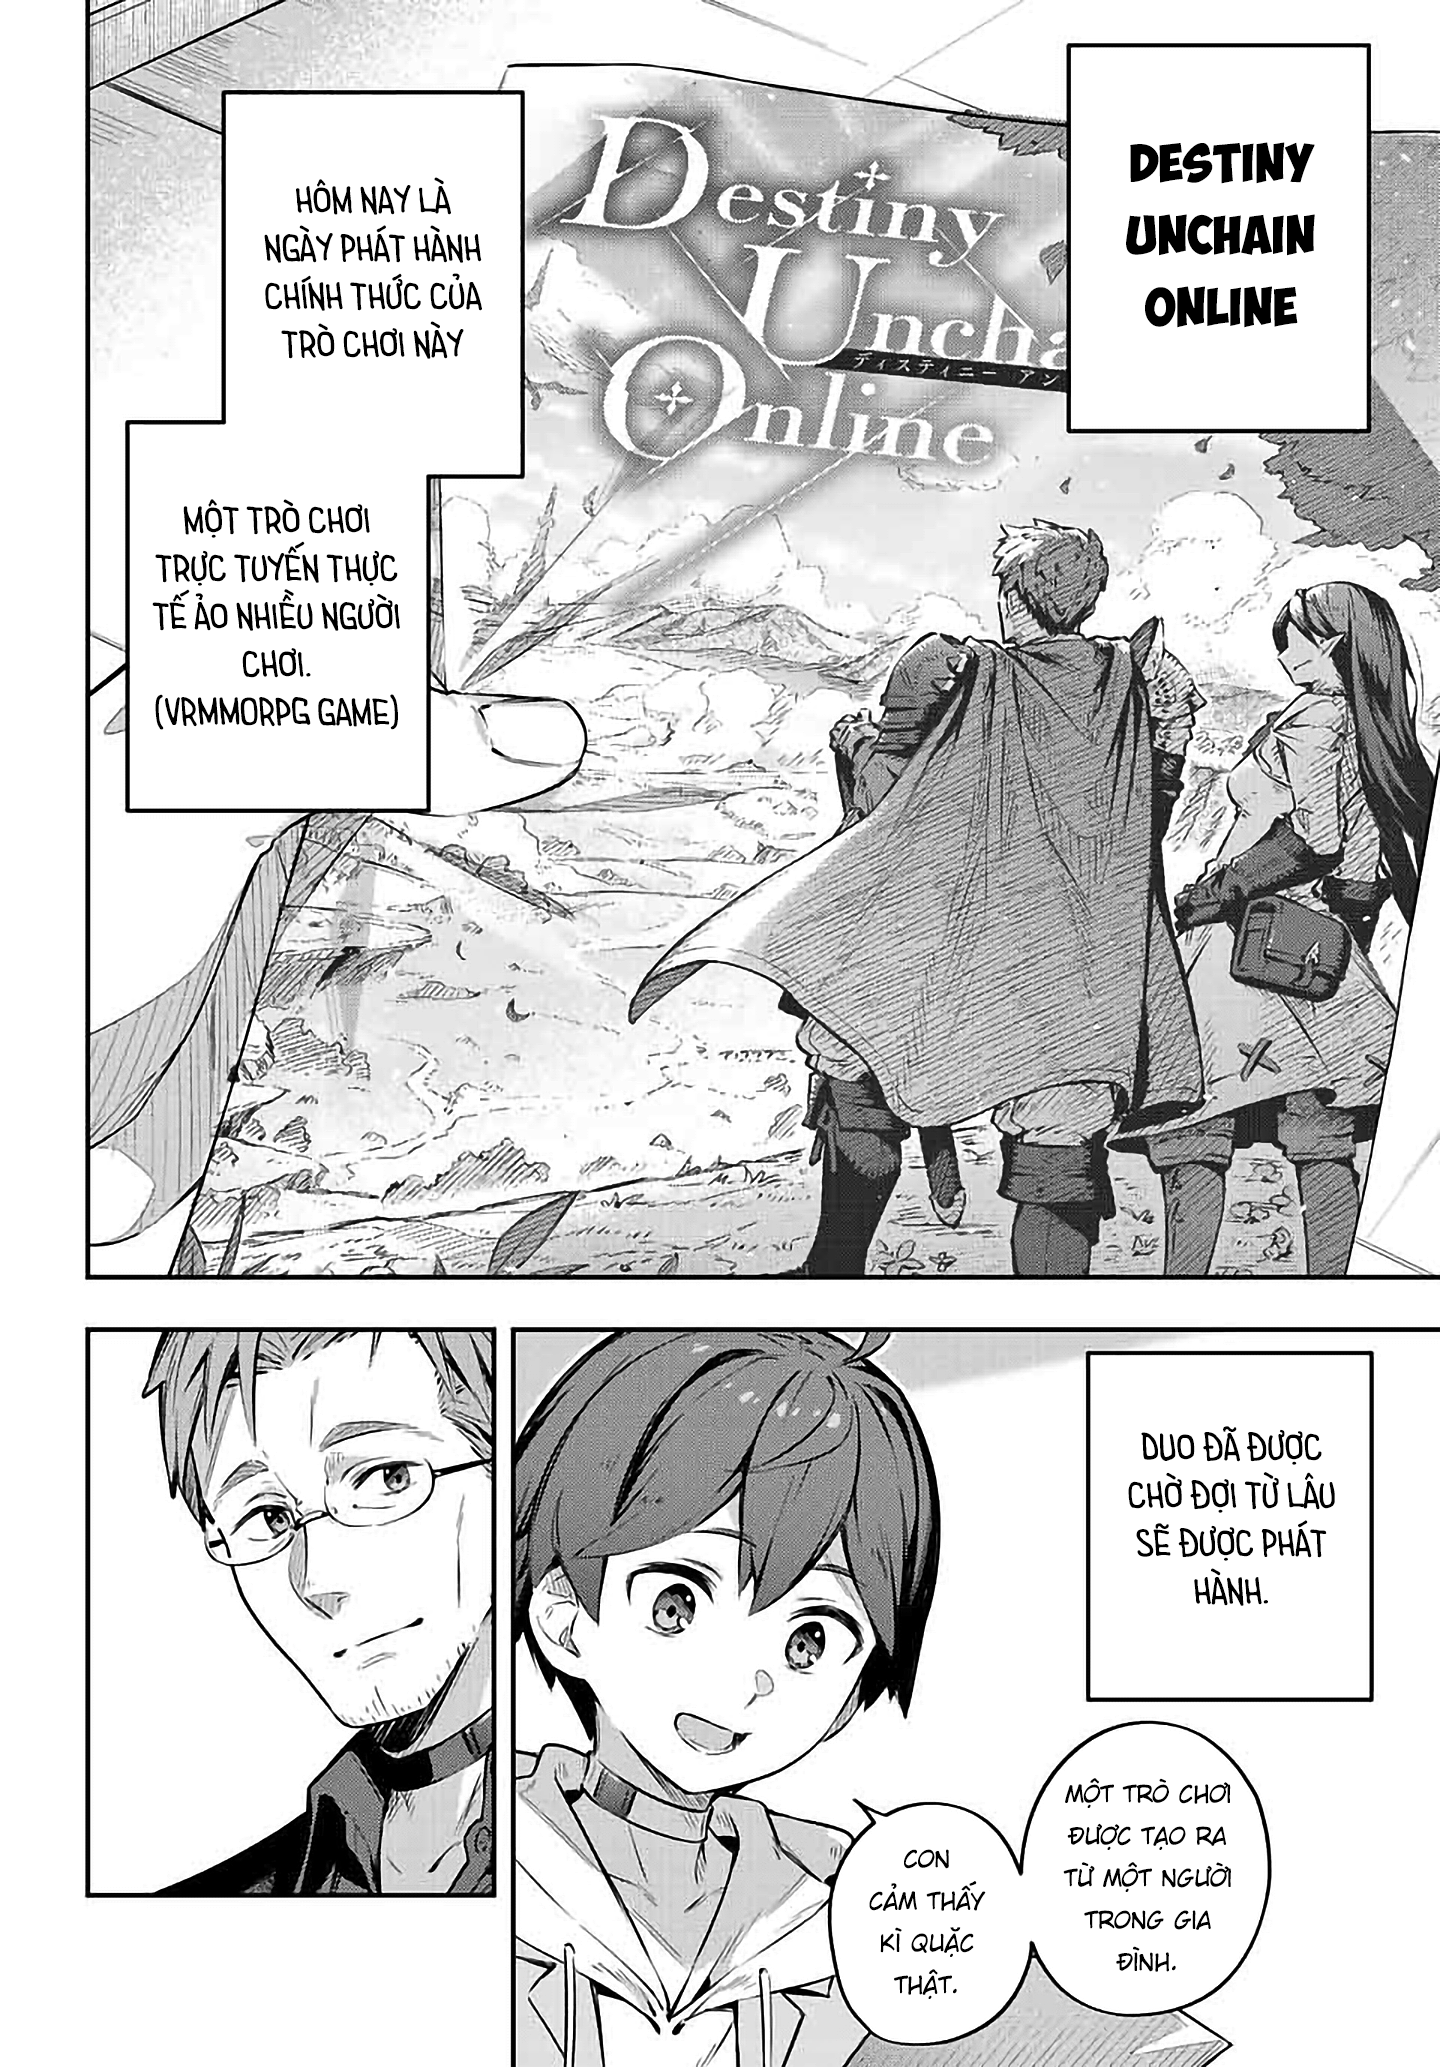 DESTINY
UNCHAIN
ONLINE
Destiny
Uncha
ディスティニー アン
Online
HÔM NAY LÀ
NGÀY PHÁT HÀNH
CHÍNH THỨC CỦA
TRÒ CHƠI NÀY
MỘT TRÒ CHƠI
TRỰC TUYẾN THỰC
TẾ ẢO NHIỀU NGƯỜI
CHƠI.
(VRMMORPG GAME)
DUO ĐÃ ĐƯỢC
CHỜ ĐỢI TỪ LÂU
SẼ ĐƯỢC PHÁT
HÀNH.
MỘT TRÒ CHƠI
ĐƯỢC TẠO RA
TỪ MỘT NGƯỜI
TRONG GIA
ĐÌNH.
CON
CẢM THẤY
KÌ QUẶC
THẬT.